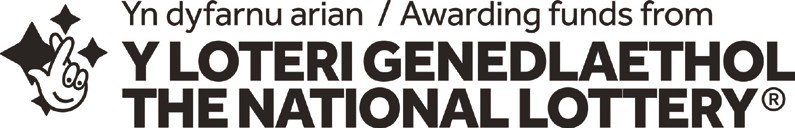 Yn dyfarnu arian / Awarding funds from
Y LOTERI GENEDLAETHOL
THE NATIONAL LOTTERY®